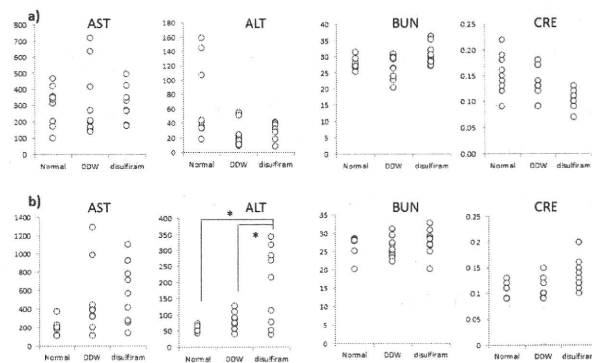 a) AST ALT BUN CRE
800 180 40 0.25
700 160 35
600 140 30 0.20
500 120 25
400 100 20 0.15
300 80 15 0.10
200 60 10
100 40 5 0.05
0 20 0 0.00
0
Normal DDW disulfiram Normal DDW disulfiram Normal DDW disulfiram Normal DDW disulfiram
b) AST ALT BUN CRE
1400 400 35 0.25
1200 350 30 0.2
1000 300 25
800 250 20 0.15
600 200 15 0.1
400 150 10
200 100 5 0.05
0 50 0 0
0
* *
Normal DDW disulfiram Normal DDW disulfiram Normal DDW disulfiram Normal DDW disulfiram